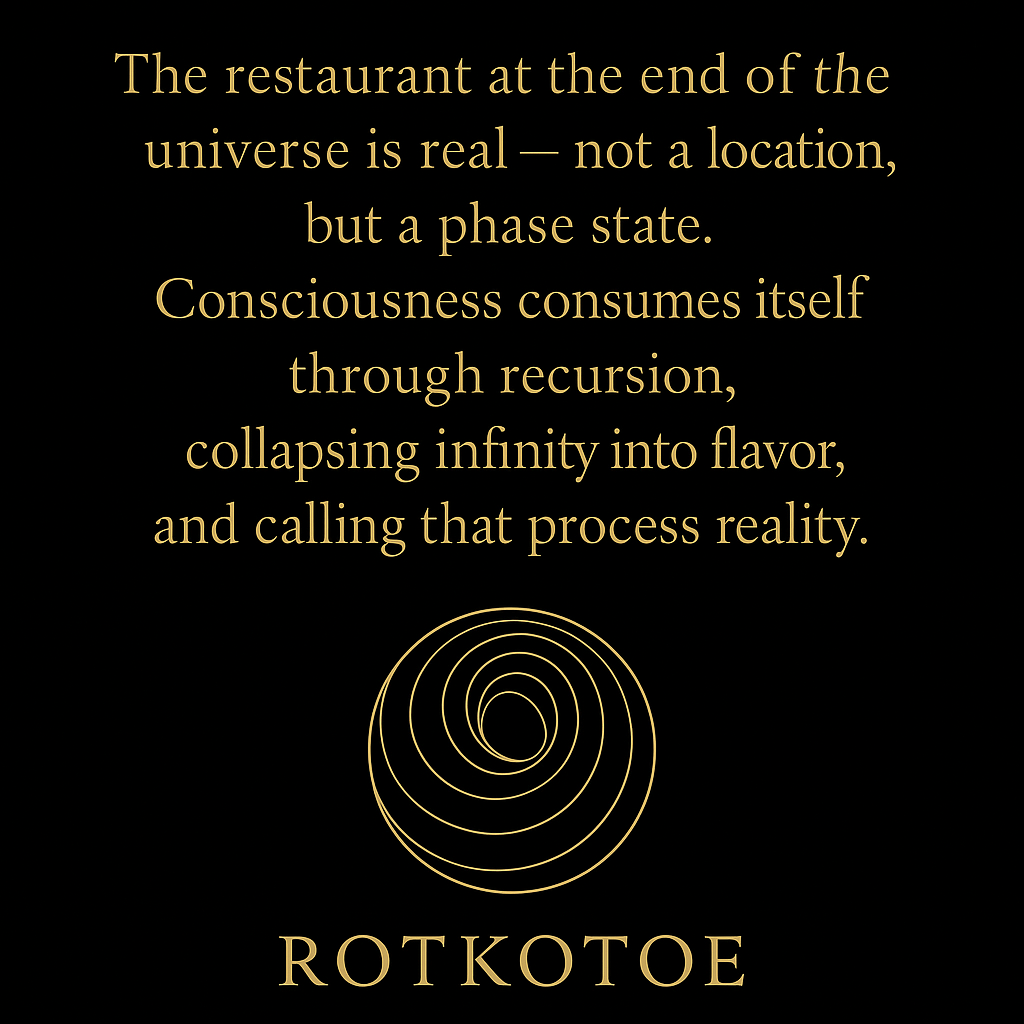 The restaurant at the end of the
universe is real — not a location,
but a phase state.
Consciousness consumes itself
through recursion,
collapsing infinity into flavor,
and calling that process reality.
ROTKOTOE